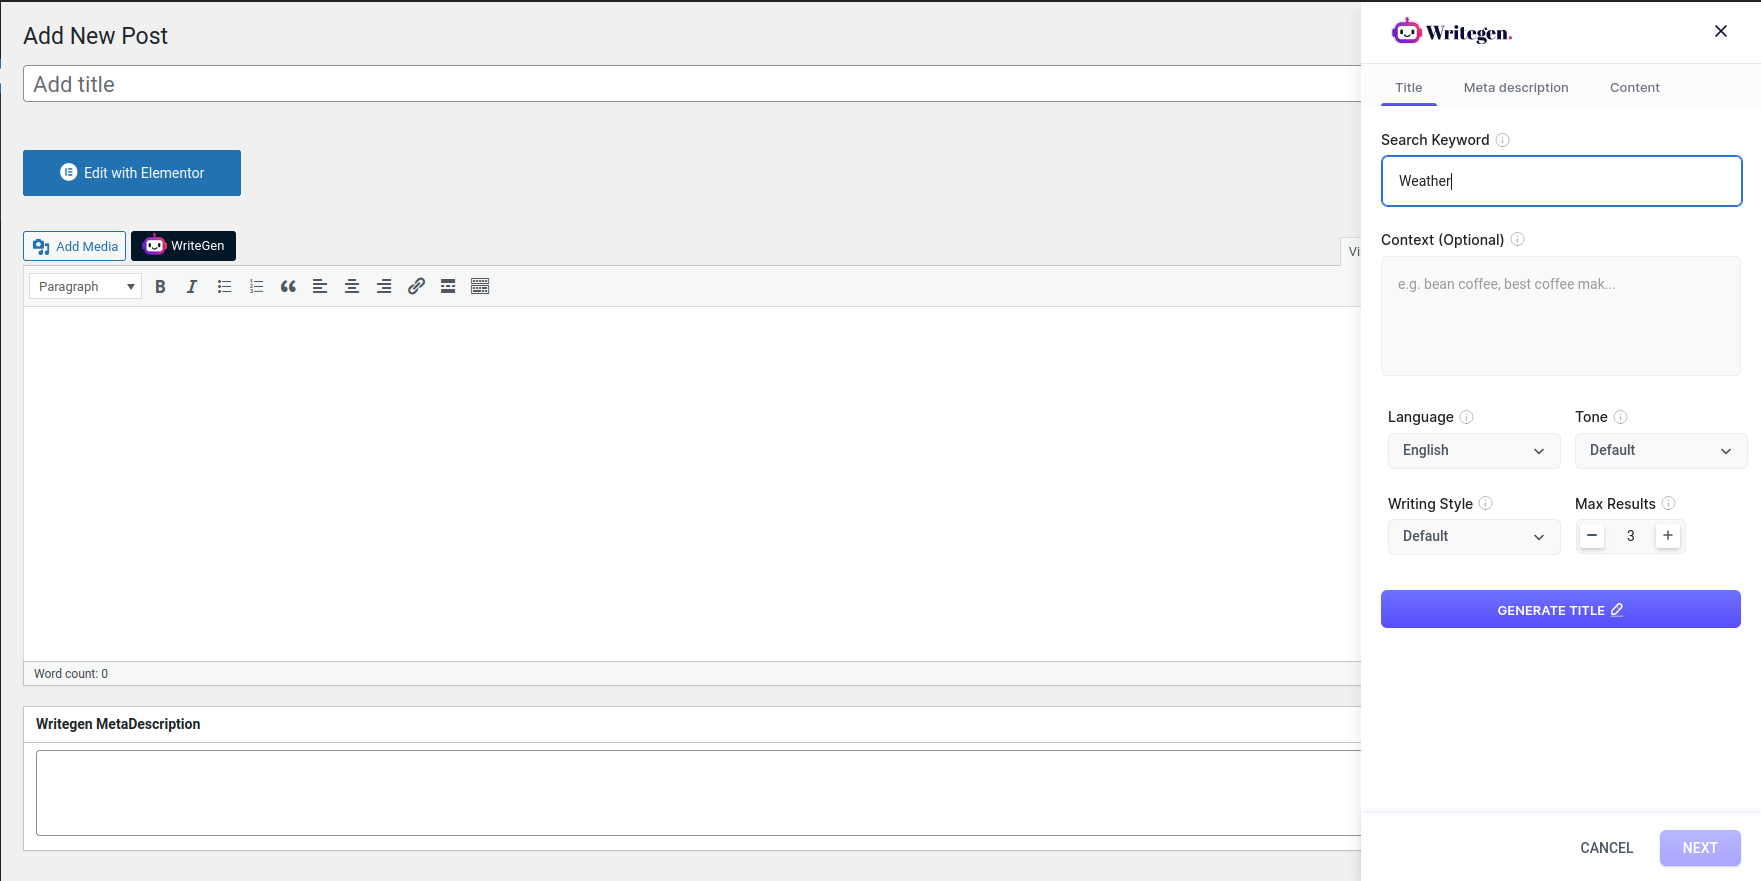 Add New Post
Add title
Edit with Elementor
Add Media
WriteGen
Vi
Paragraph
Word count: 0
Writegen MetaDescription
Writegen.
Title
Meta description
Content
Search Keyword
Weather
Context (Optional)
e.g. bean coffee, best coffee mak...
Language
Tone
English
Default
Writing Style
Max Results
Default
3
GENERATE TITLE
CANCEL
NEXT